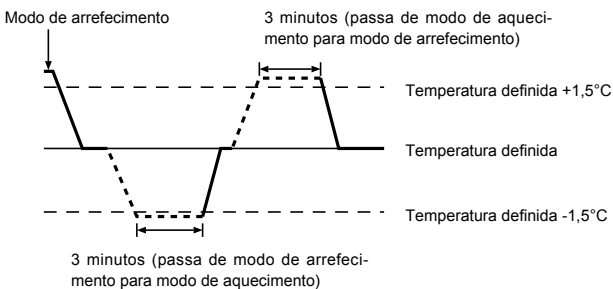 Modo de arrefecimento
3 minutos (passa de modo de aqueci-
mento para modo de arrefecimento)
Temperatura definida +1,5°C
Temperatura definida
Temperatura definida -1,5°C
3 minutos (passa de modo de arrefeci-
mento para modo de aquecimento)